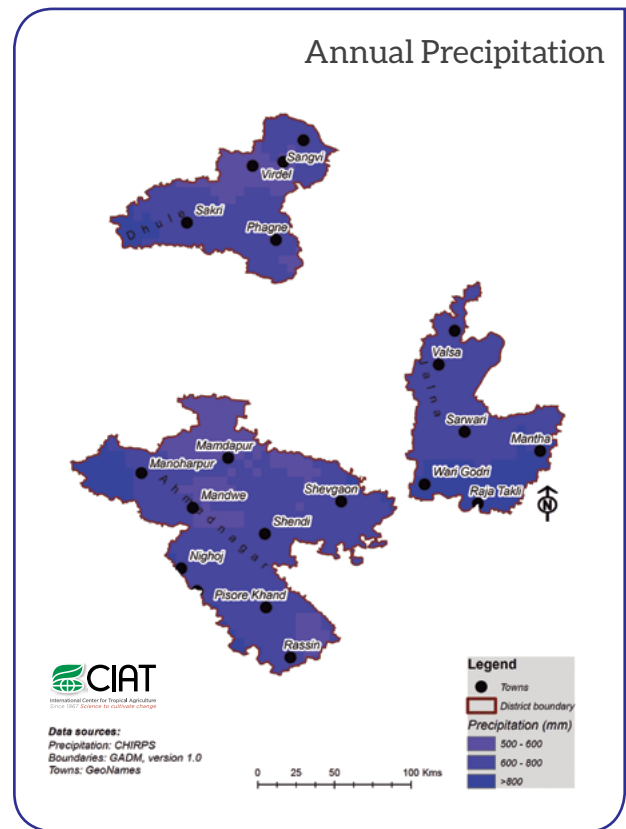 Annual Precipitation
Sangvi
Virdel
Sakri
Dhule
Phagne
Valsa
Jalna
Sarwari
Mantha
Wari Godri
Raja Takli
N
Mamdapur
Manoharpur
Ahmednagar
Mandwe
Shevgaon
Shendi
Nighoj
Pisore Khand
Rassin
CIAT
International Center for Tropical Agriculture
Since 1967 Science to cultivate change
Data sources:
Precipitation: CHIRPS
Boundaries: GADM, version 1.0
Towns: GeoNames
0 25 50 100 Kms
Legend
Towns
District boundary
Precipitation (mm)
500 - 600
600 - 800
>800